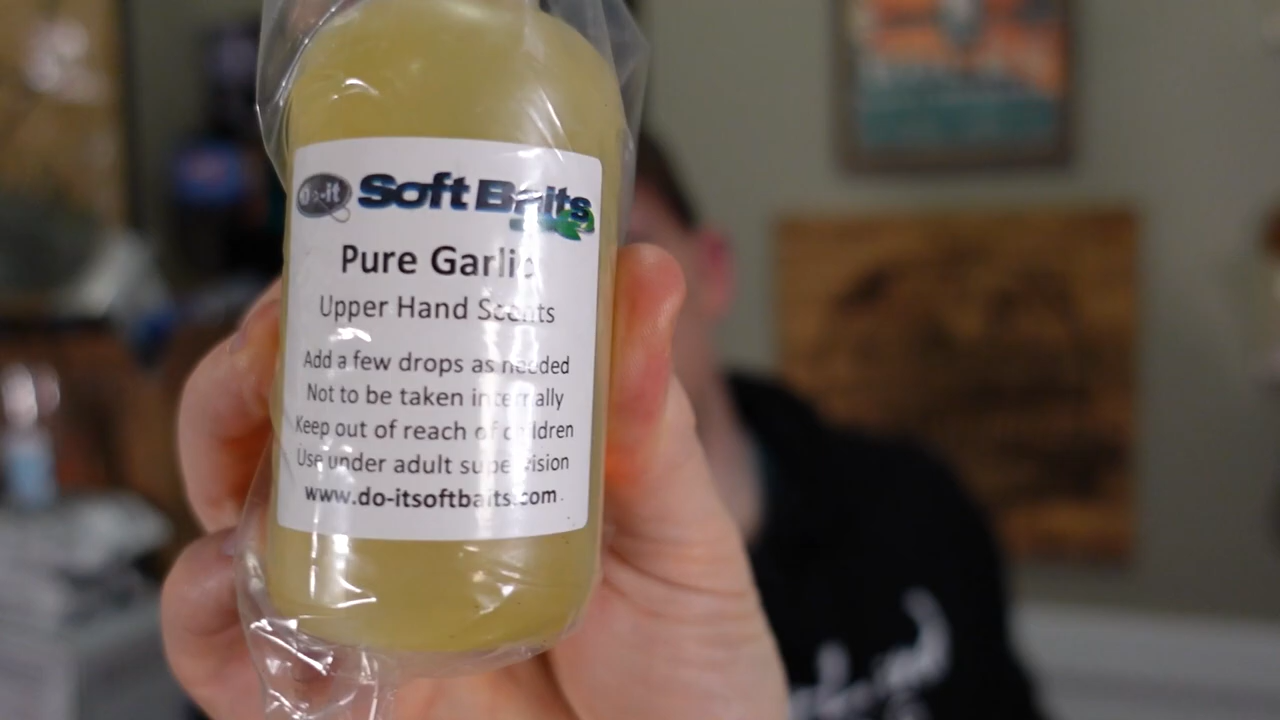 do-it Soft Baits
Pure Garlic
Upper Hand Scents
Add a few drops as needed
Not to be taken internally
Keep out of reach of children
Use under adult supervision
www.do-itsoftbaits.com